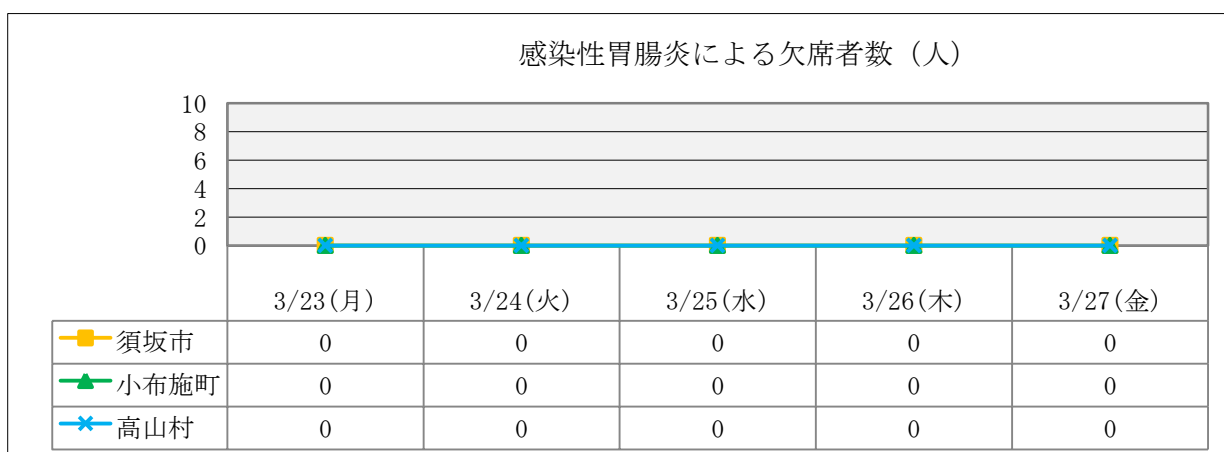 感染性胃腸炎による欠席者数（人）
10
8
6
4
2
0
3/23(月) 3/24(火) 3/25(水) 3/26(木) 3/27(金)
須坂市 0 0 0 0 0
小布施町 0 0 0 0 0
高山村 0 0 0 0 0